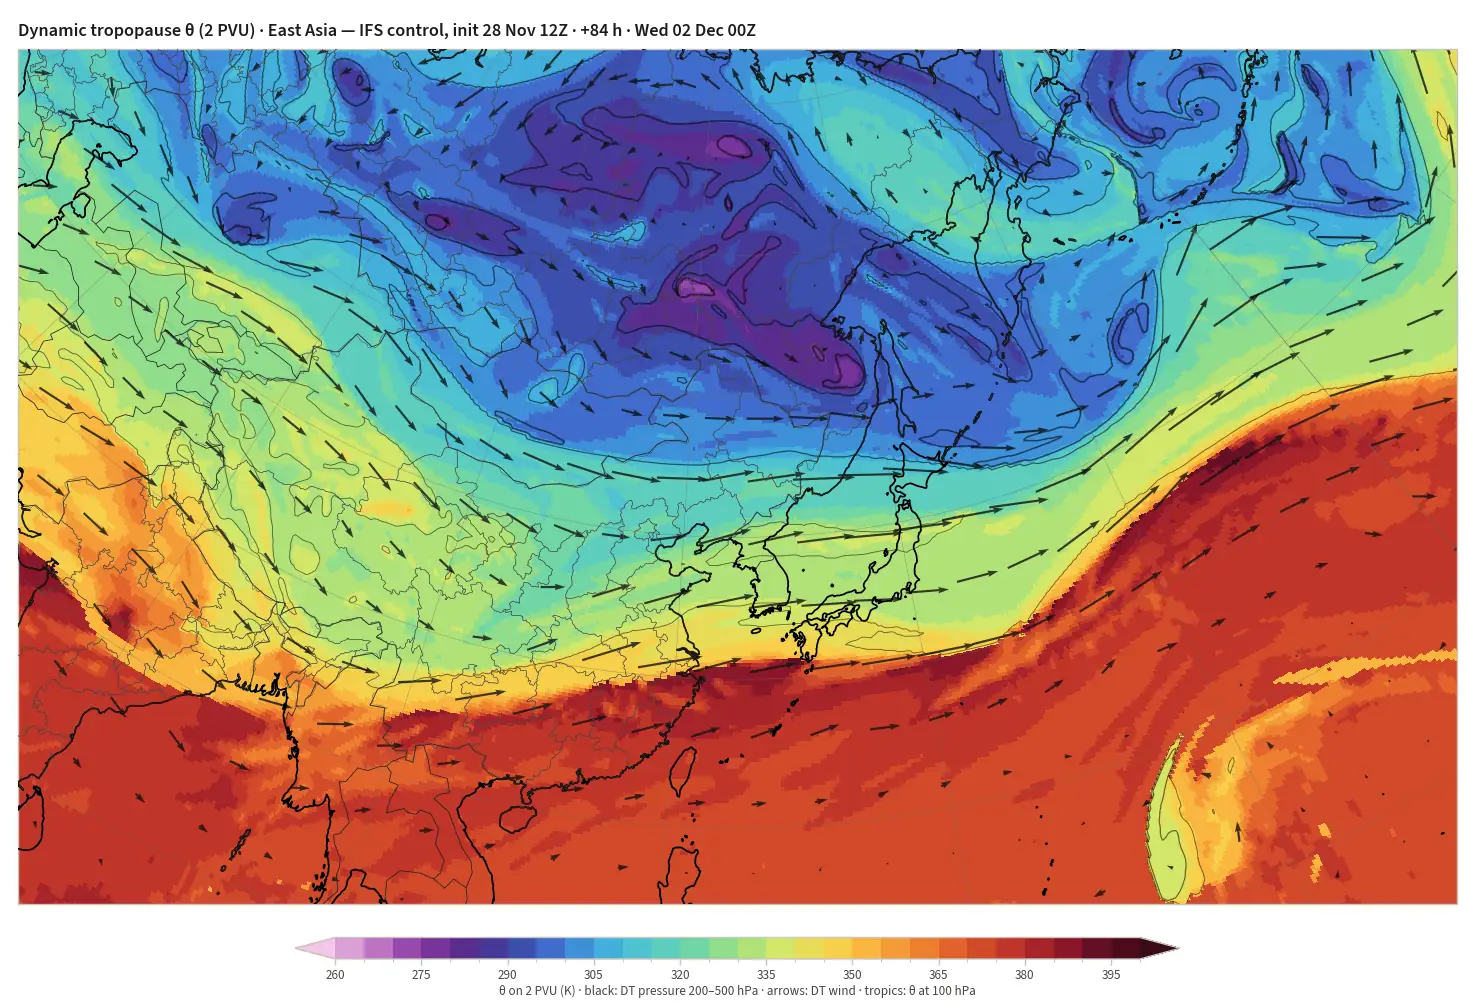 Dynamic tropopause θ (2 PVU) · East Asia — IFS control, init 28 Nov 12Z · +84 h · Wed 02 Dec 00Z
260 275 290 305 320 335 350 365 380 395
θ on 2 PVU (K) · black: DT pressure 200–500 hPa · arrows: DT wind · tropics: θ at 100 hPa